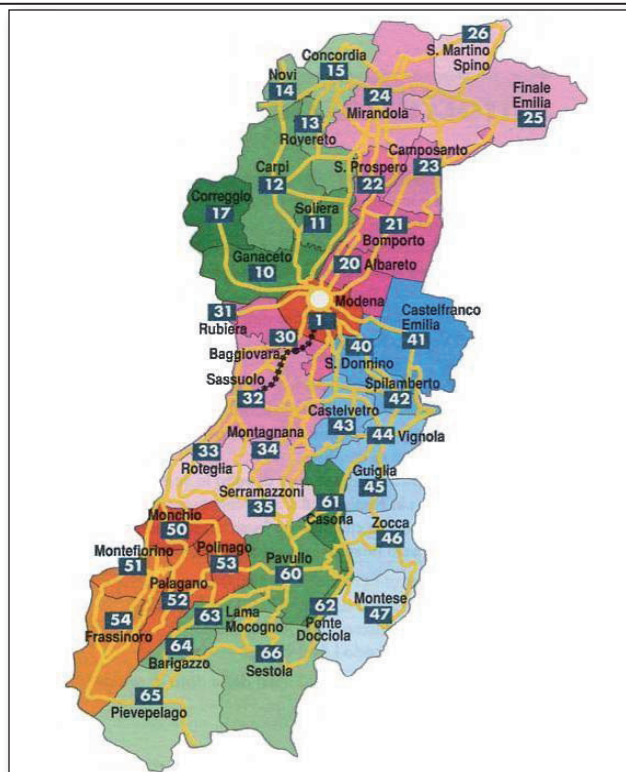 26
S. Martino
Spino
Concordia
15
Novi
14
24
Mirandola
Finale
Emilia
25
13
Rovereto
Camposanto
23
Carpi
12
S. Prospero
22
Correggio
17
Soliera
11
21
Bomporto
Ganaceto
10
20
Albareto
Modena
1
31
Rubiera
30
Baggiovara
Castelfranco
Emilia
41
40
S. Donnino
Sassuolo
32
Spilamberto
42
Castelvetro
43
44
Vignola
Montagnana
34
33
Roteglia
Guiglia
45
Serramazzoni
35
61
Casona
Zocca
46
Monchio
50
Montefiorino
51
Polinago
53
Pavullo
60
Palagano
52
Montese
47
54
Frassinoro
63
Lama
Mocogno
62
Ponte
Docciola
64
Barigazzo
66
Sestola
65
Pievepelago